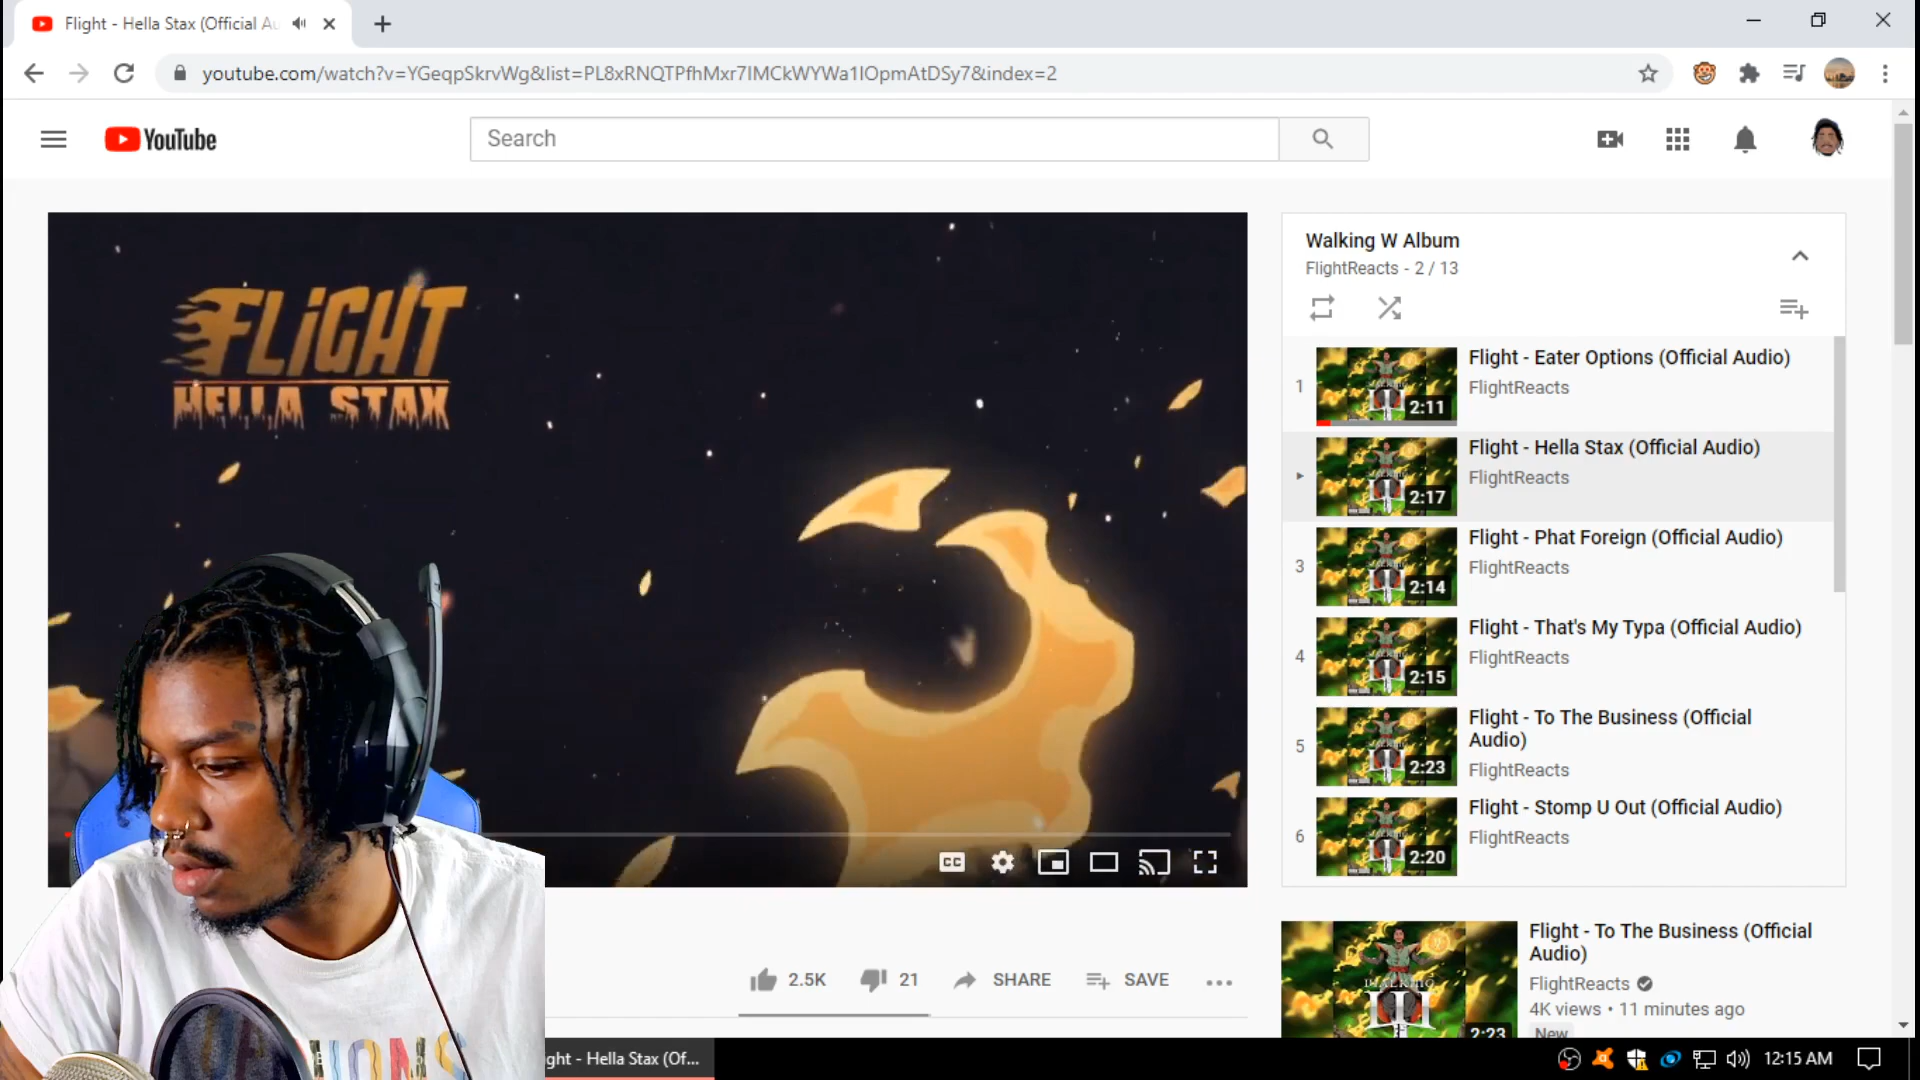 Flight - Hella Stax (Official Au
youtube.com/watch?v=YGeqpSkrvWg&list=PL8xRNQTPfhMxr7IMCkWYWa1IOpmAtDSy7&index=2
YouTube
Search
FLIGHT
HELLA STAX
CC
Walking W Album
FlightReacts - 2 / 13
1
2:11
Flight - Eater Options (Official Audio)
FlightReacts
2:17
Flight - Hella Stax (Official Audio)
FlightReacts
3
2:14
Flight - Phat Foreign (Official Audio)
FlightReacts
4
2:15
Flight - That's My Typa (Official Audio)
FlightReacts
5
2:23
Flight - To The Business (Official
Audio)
FlightReacts
6
2:20
Flight - Stomp U Out (Official Audio)
FlightReacts
2.5K
21
SHARE
SAVE
2:23
Flight - To The Business (Official
Audio)
FlightReacts
4K views • 11 minutes ago
New
ght - Hella Stax (Of...
12:15 AM